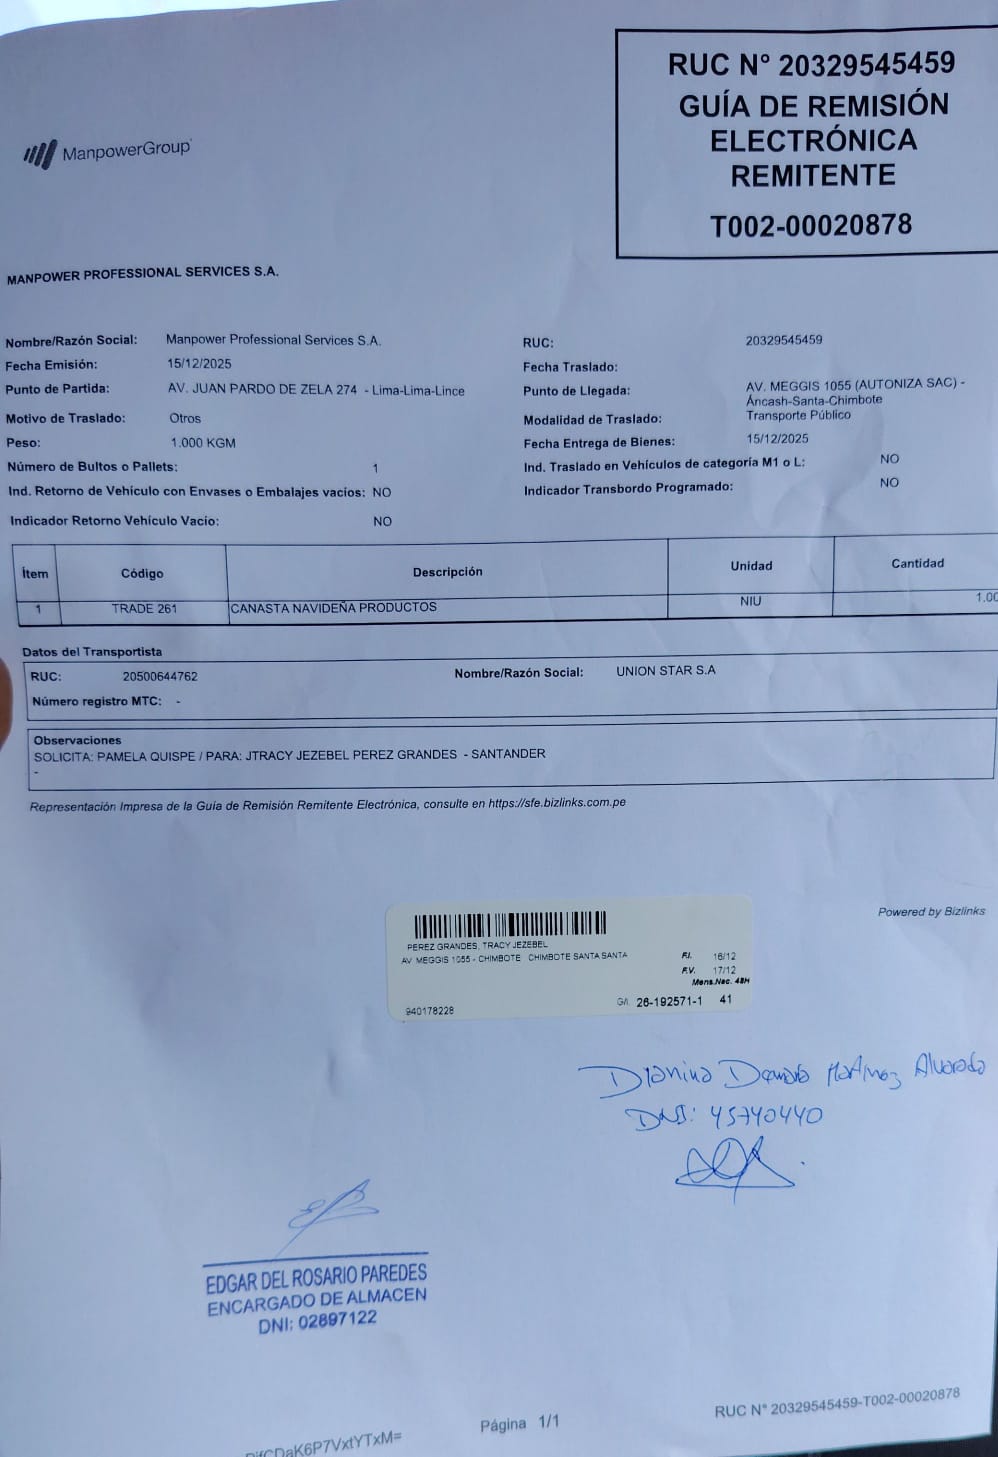 RUC N° 20329545459
GUÍA DE REMISIÓN
ELECTRÓNICA
REMITENTE
T002-00020878
ManpowerGroup
MANPOWER PROFESSIONAL SERVICES S.A.
Nombre/Razón Social: Manpower Professional Services S.A. RUC: 20329545459
Fecha Emisión: 15/12/2025 Fecha Traslado:
Punto de Partida: AV. JUAN PARDO DE ZELA 274 - Lima-Lima-Lince Punto de Llegada: AV. MEGGIS 1055 (AUTONIZA SAC) -
Áncash-Santa-Chimbote
Motivo de Traslado: Otros Modalidad de Traslado: Transporte Público
Peso: 1.000 KGM Fecha Entrega de Bienes: 15/12/2025
Número de Bultos o Pallets: 1 Ind. Traslado en Vehículos de categoría M1 o L: NO
Ind. Retorno de Vehículo con Envases o Embalajes vacios: NO Indicador Transbordo Programado: NO
Indicador Retorno Vehículo Vacio: NO
Ítem Código Descripción Unidad Cantidad
1 TRADE 261 CANASTA NAVIDEÑA PRODUCTOS NIU 1.00
Datos del Transportista
RUC: 20500644762 Nombre/Razón Social: UNION STAR S.A
Número registro MTC: -
Observaciones
SOLICITA: PAMELA QUISPE / PARA: JTRACY JEZEBEL PEREZ GRANDES - SANTANDER
-
Representación Impresa de la Guía de Remisión Remitente Electrónica, consulte en https://sfe.bizlinks.com.pe
Powered by Bizlinks
PEREZ GRANDES, TRACY JEZEBEL
AV MEGGIS 1055 - CHIMBOTE CHIMBOTE SANTA SANTA
F.I. 16/12
F.V. 17/12
Mens.Nac. 48H
940178228 G/I. 26-192571-1 41
Martinez Alvarado
DNI: 45740440
EDGAR DEL ROSARIO PAREDES
ENCARGADO DE ALMACEN
DNI: 02897122
CDaK6P7VxtYTxM=
Página 1/1
RUC N° 20329545459-T002-00020878